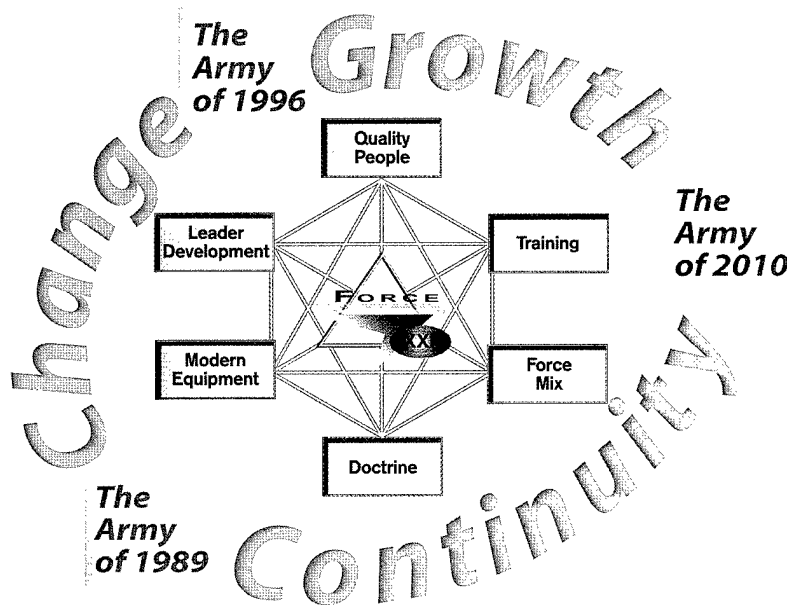 The
Army
of 1996
Growth
Change
Quality
People
Leader
Development
Training
The
Army
of 2010
FORCE
XXI
Modern
Equipment
Force
Mix
Doctrine
The
Army
of 1989
Continuity